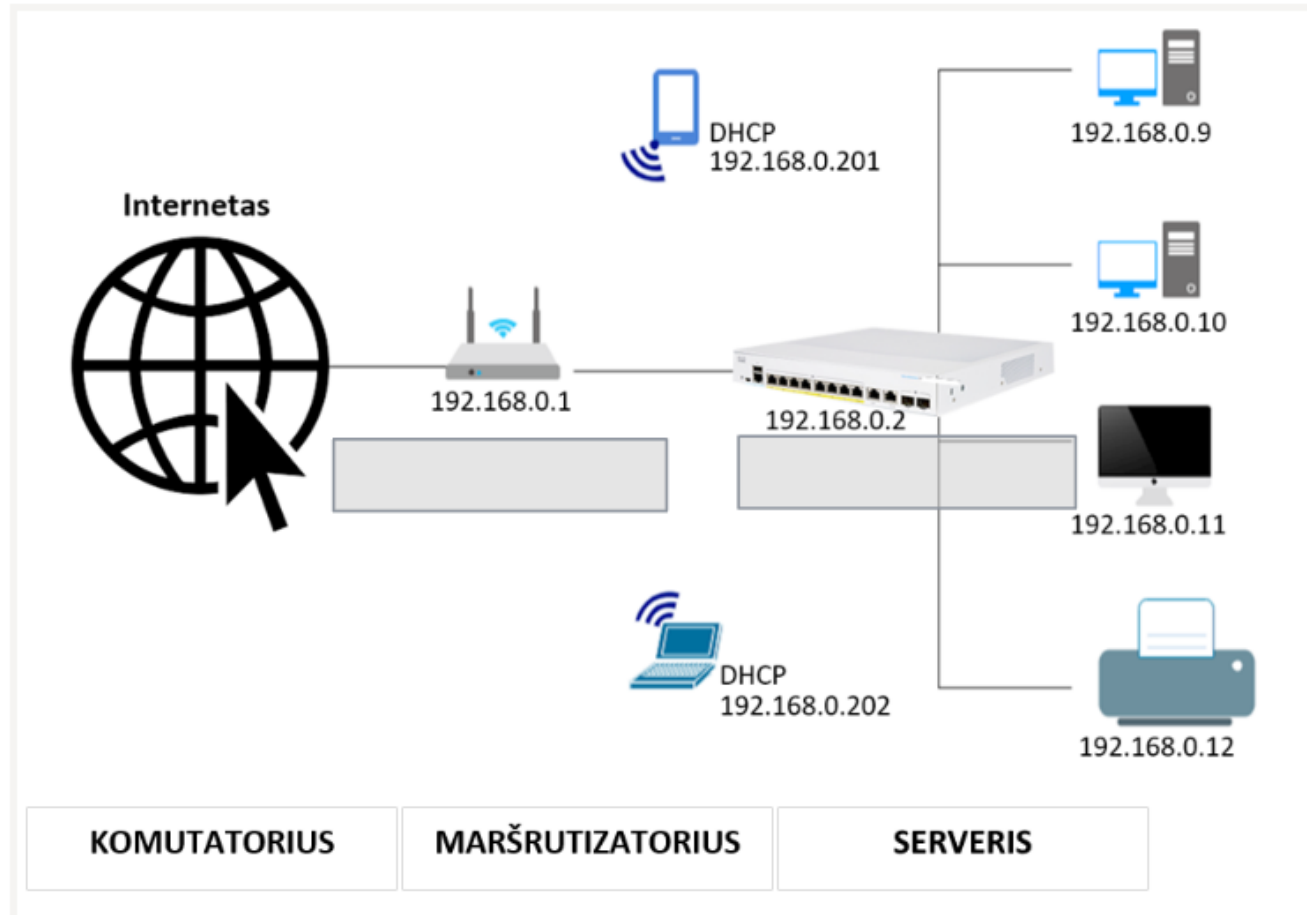 DHCP
192.168.0.201
192.168.0.9
Internetas
192.168.0.10
192.168.0.1
192.168.0.2
192.168.0.11
DHCP
192.168.0.202
192.168.0.12
KOMUTATORIUS
MARŠRUTIZATORIUS
SERVERIS